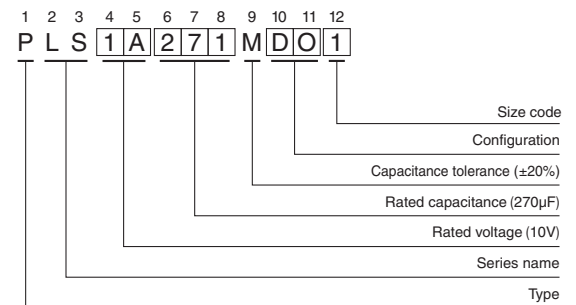 1 2 3 4 5 6 7 8 9 10 11 12
P L S 1 A 2 7 1 M D O 1
Size code
Configuration
Capacitance tolerance (±20%)
Rated capacitance (270µF)
Rated voltage (10V)
Series name
Type